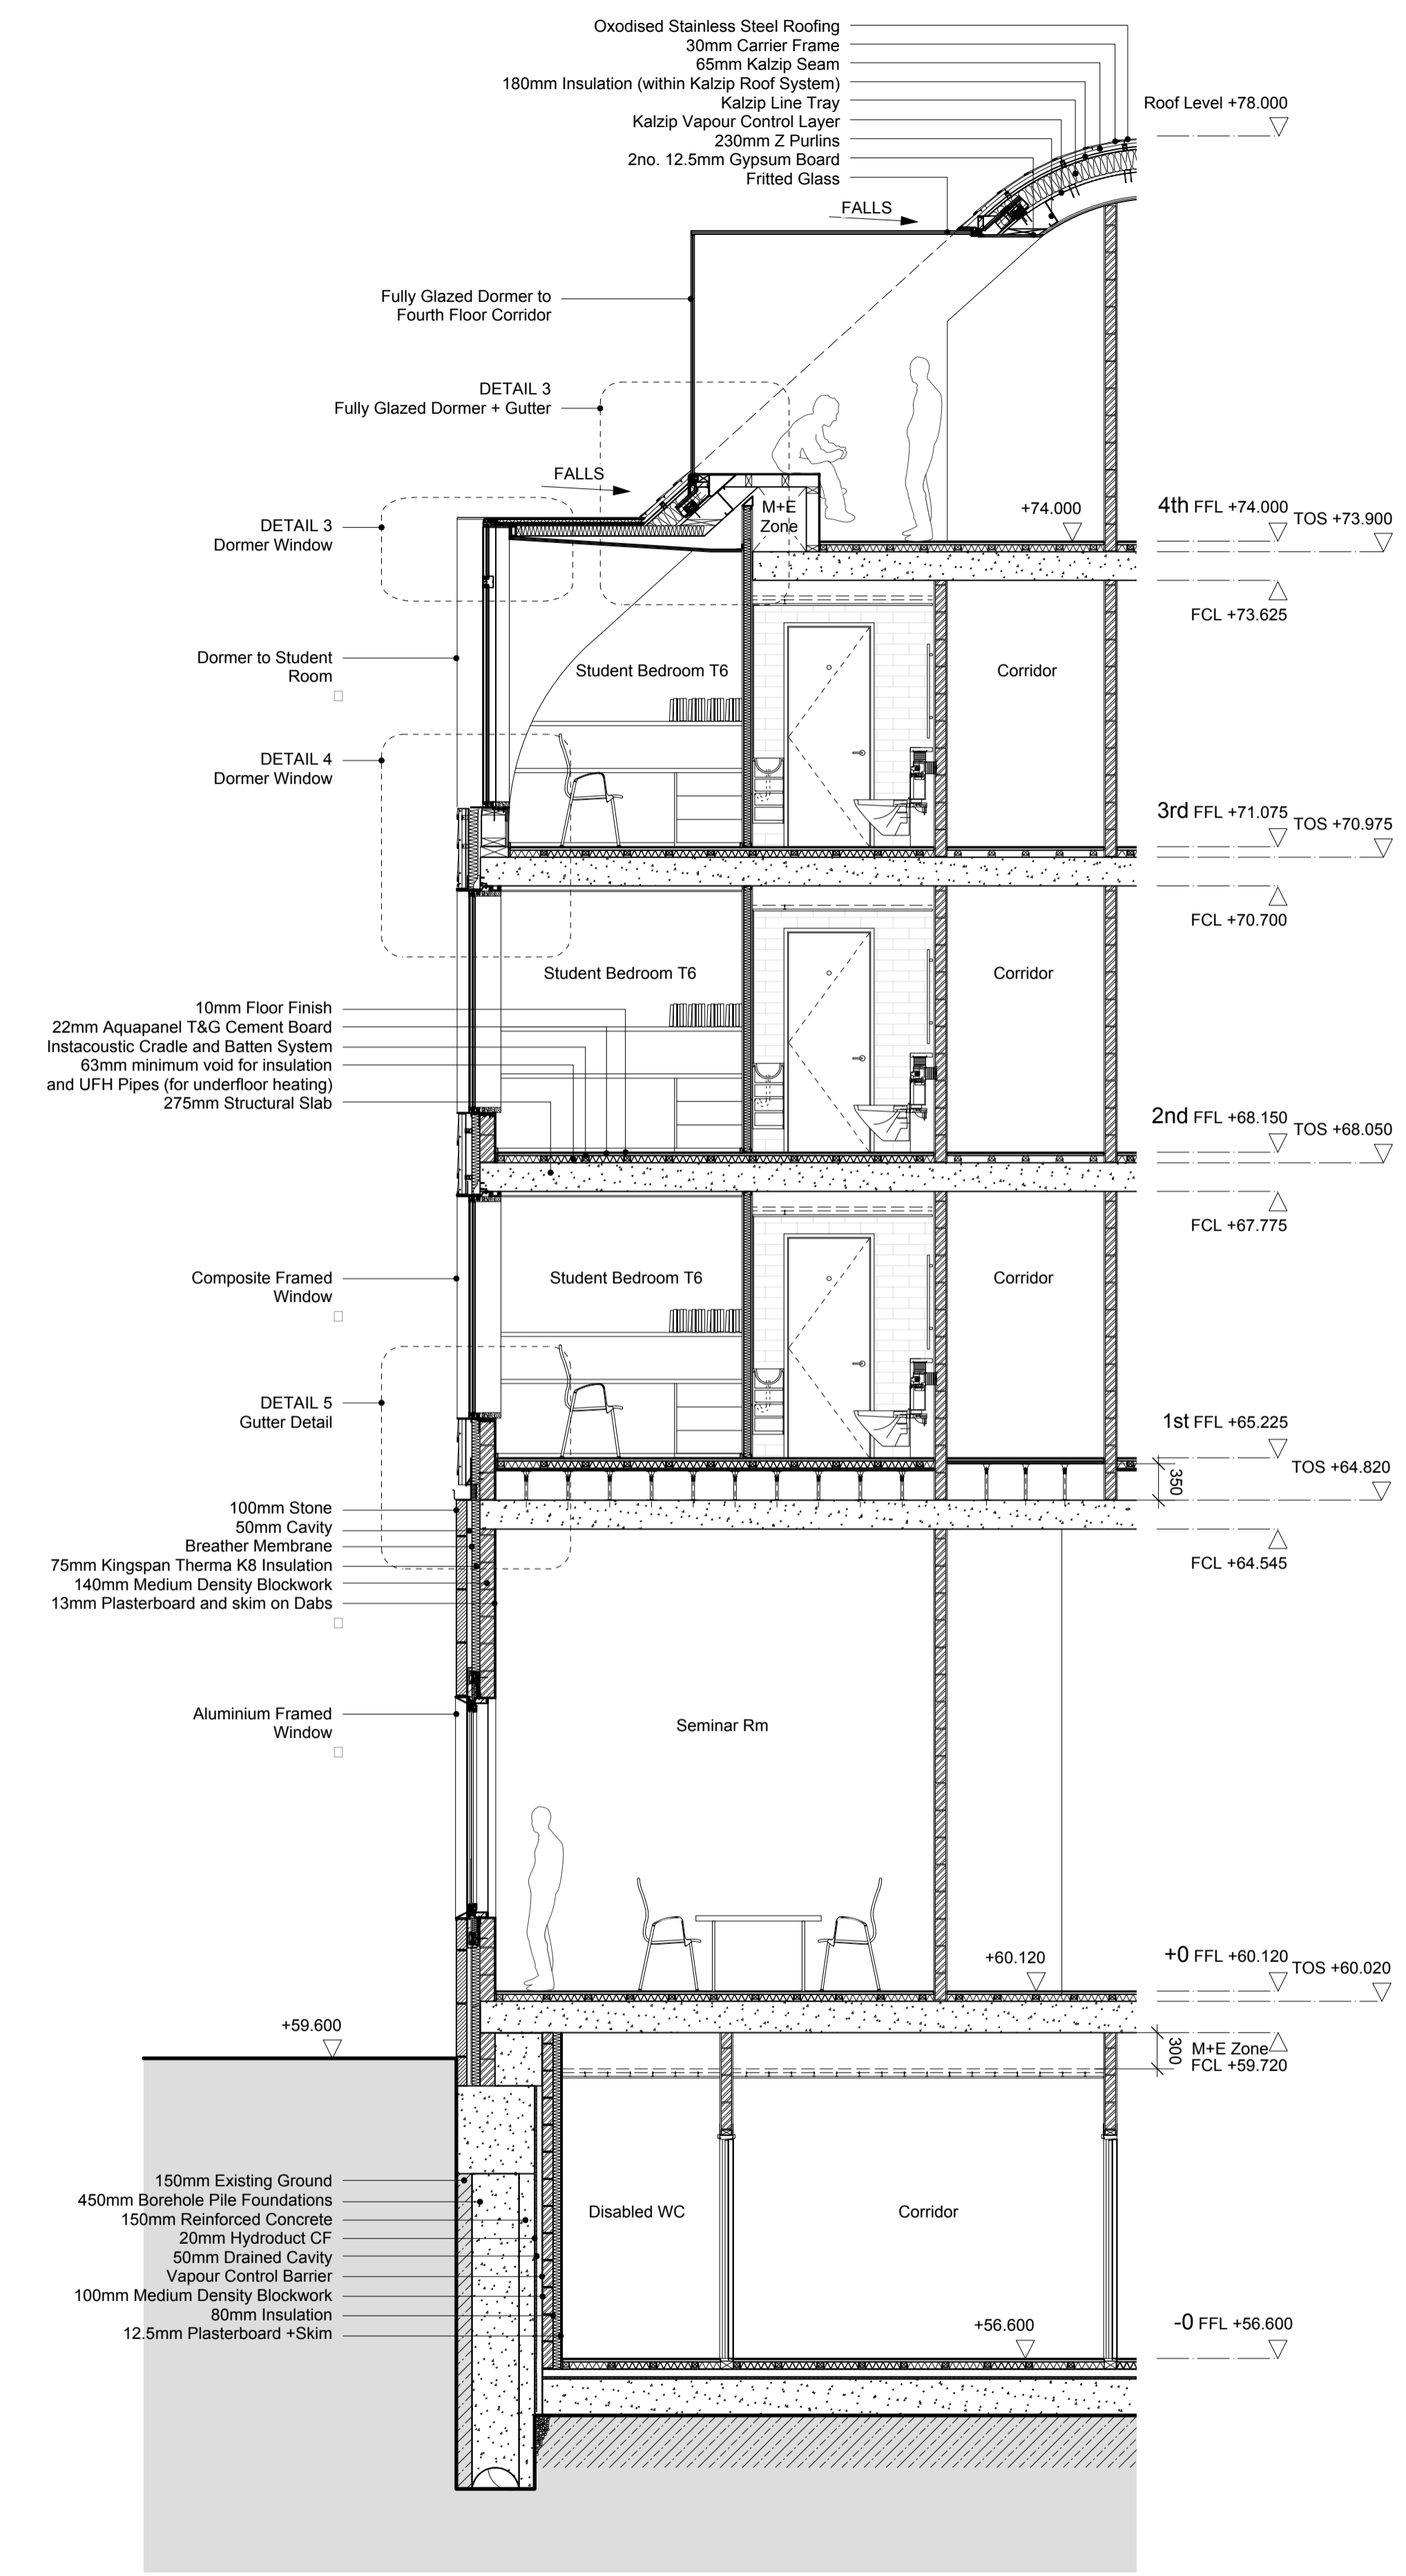 Oxodised Stainless Steel Roofing
30mm Carrier Frame
65mm Kalzip Seam
180mm Insulation (within Kalzip Roof System)
Kalzip Line Tray
Kalzip Vapour Control Layer
230mm Z Purlins
2no. 12.5mm Gypsum Board
Fritted Glass
Roof Level +78.000
FALLS
Fully Glazed Dormer to
Fourth Floor Corridor
DETAIL 3
Fully Glazed Dormer + Gutter
FALLS
DETAIL 3
Dormer Window
M+E
Zone
+74.000
4th FFL +74.000
TOS +73.900
FCL +73.625
Dormer to Student
Room
Student Bedroom T6
Corridor
DETAIL 4
Dormer Window
3rd FFL +71.075
TOS +70.975
FCL +70.700
Student Bedroom T6
Corridor
10mm Floor Finish
22mm Aquapanel T&G Cement Board
Instacoustic Cradle and Batten System
63mm minimum void for insulation
and UFH Pipes (for underfloor heating)
275mm Structural Slab
2nd FFL +68.150
TOS +68.050
FCL +67.775
Composite Framed
Window
Student Bedroom T6
Corridor
DETAIL 5
Gutter Detail
1st FFL +65.225
TOS +64.820
350
FCL +64.545
100mm Stone
50mm Cavity
Breather Membrane
75mm Kingspan Therma K8 Insulation
140mm Medium Density Blockwork
13mm Plasterboard and skim on Dabs
Aluminium Framed
Window
Seminar Rm
+60.120
+0 FFL +60.120
TOS +60.020
+59.600
300
M+E Zone
FCL +59.720
150mm Existing Ground
450mm Borehole Pile Foundations
150mm Reinforced Concrete
20mm Hydroduct CF
50mm Drained Cavity
Vapour Control Barrier
100mm Medium Density Blockwork
80mm Insulation
12.5mm Plasterboard +Skim
Disabled WC
Corridor
+56.600
-0 FFL +56.600